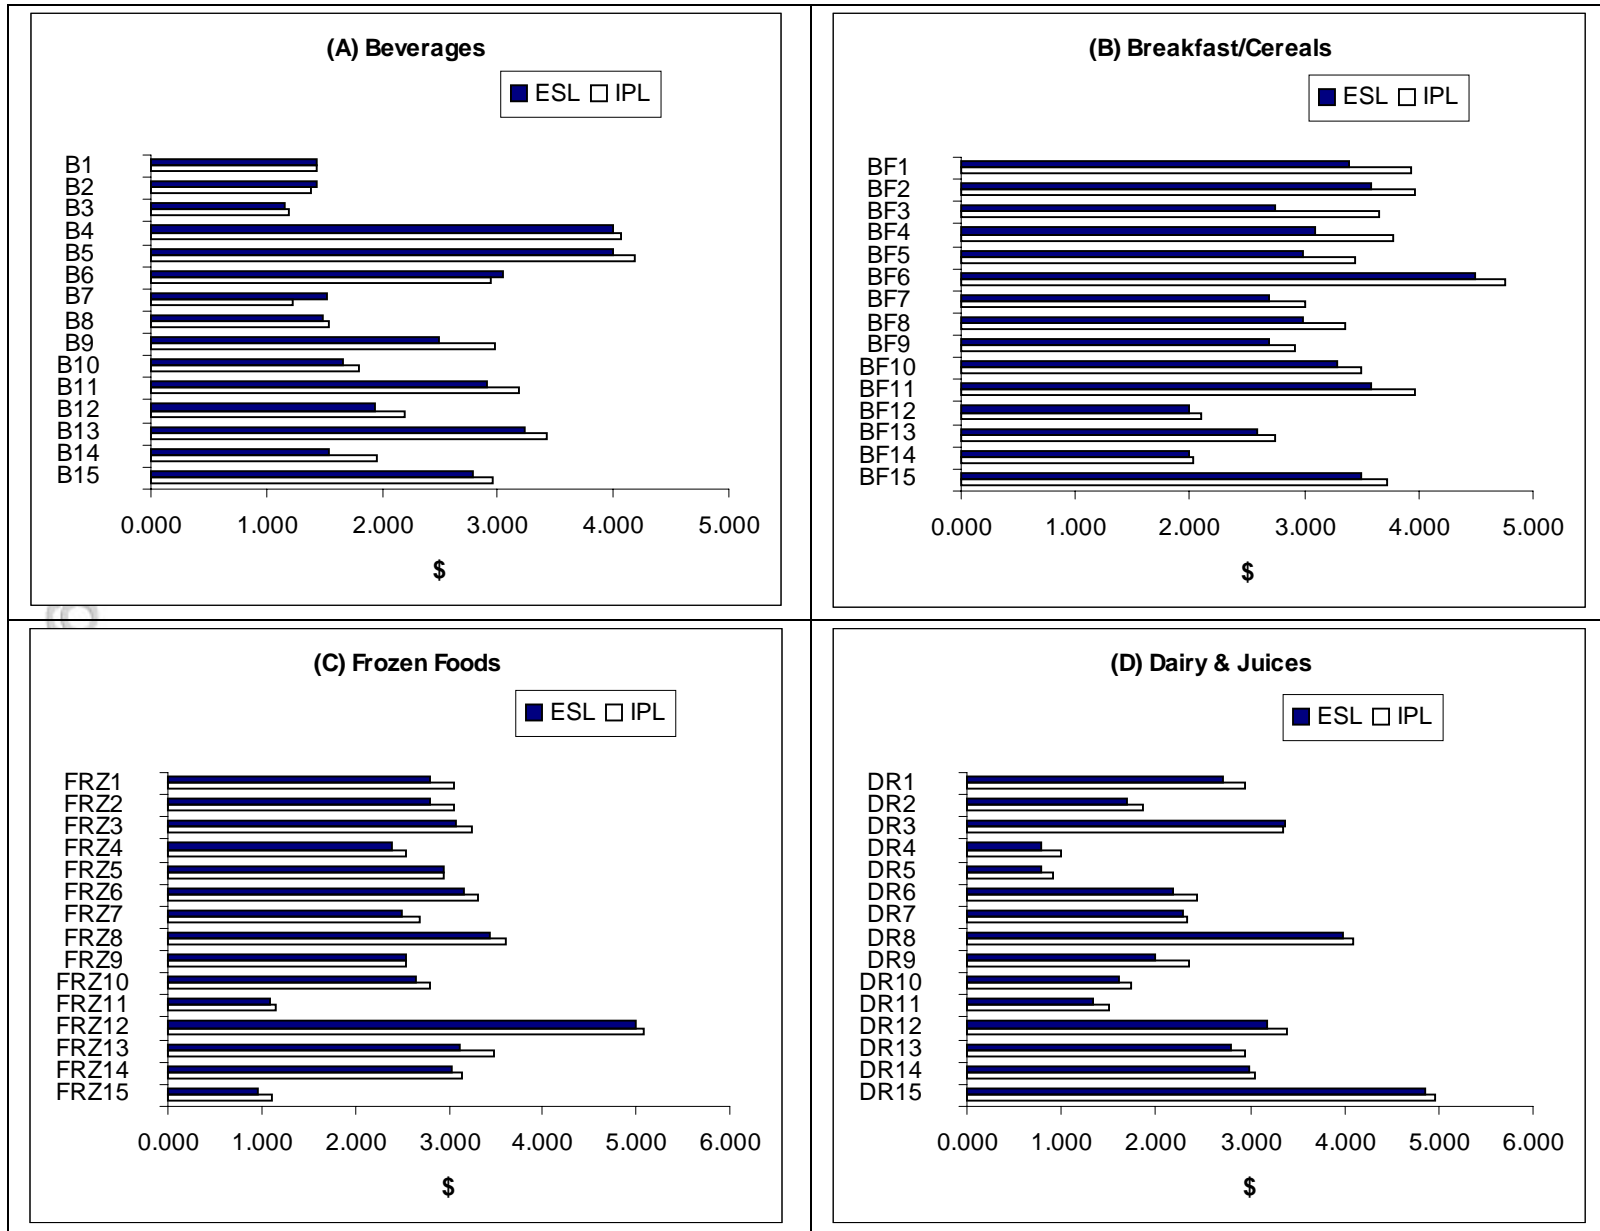 (A) Beverages
ESL IPL
B1
B2
B3
B4
B5
B6
B7
B8
B9
B10
B11
B12
B13
B14
B15
0.000 1.000 2.000 3.000 4.000 5.000
$
(B) Breakfast/Cereals
ESL IPL
BF1
BF2
BF3
BF4
BF5
BF6
BF7
BF8
BF9
BF10
BF11
BF12
BF13
BF14
BF15
0.000 1.000 2.000 3.000 4.000 5.000
$
©
(C) Frozen Foods
ESL IPL
FRZ1
FRZ2
FRZ3
FRZ4
FRZ5
FRZ6
FRZ7
FRZ8
FRZ9
FRZ10
FRZ11
FRZ12
FRZ13
FRZ14
FRZ15
0.000 1.000 2.000 3.000 4.000 5.000 6.000
$
(D) Dairy & Juices
ESL IPL
DR1
DR2
DR3
DR4
DR5
DR6
DR7
DR8
DR9
DR10
DR11
DR12
DR13
DR14
DR15
0.000 1.000 2.000 3.000 4.000 5.000 6.000
$